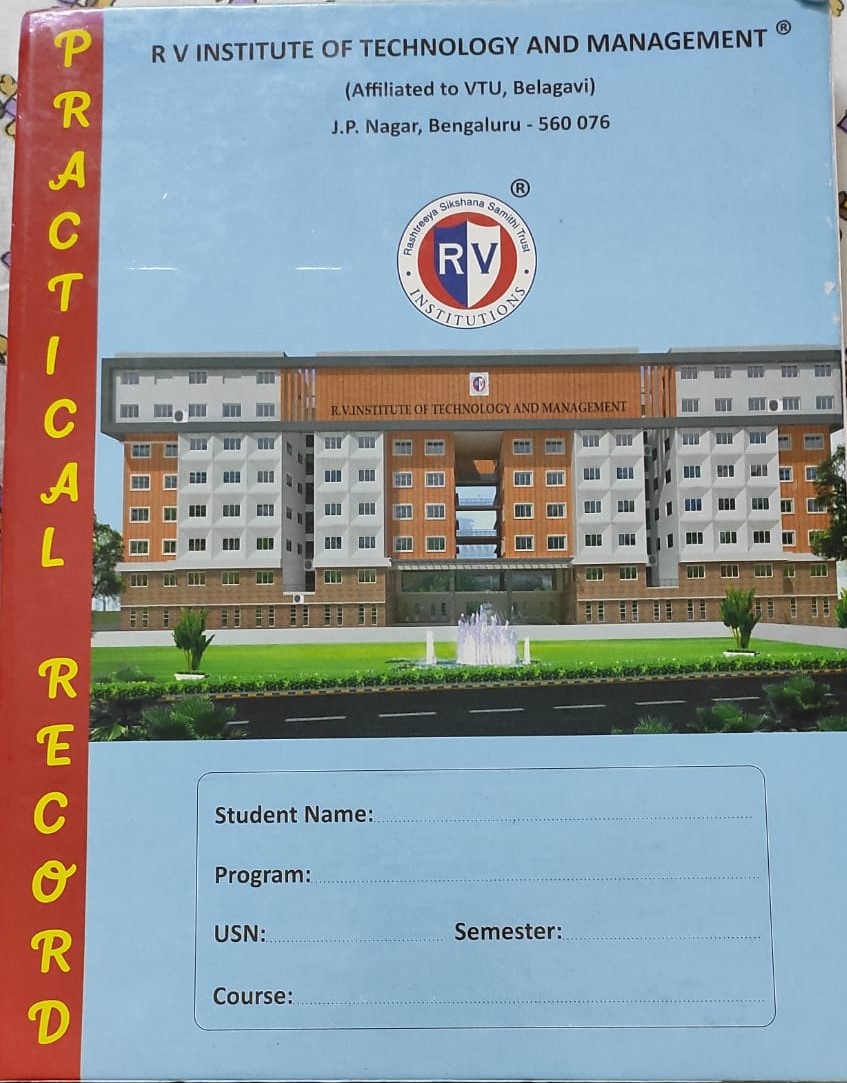 PRACTICAL RECORD
R V INSTITUTE OF TECHNOLOGY AND MANAGEMENT ®
(Affiliated to VTU, Belagavi)
J.P. Nagar, Bengaluru - 560 076
®
Rashtreeya Sikshana Samithi Trust
RV
INSTITUTIONS
RV
R.V.INSTITUTE OF TECHNOLOGY AND MANAGEMENT
Student Name:
Program:
USN: Semester:
Course: